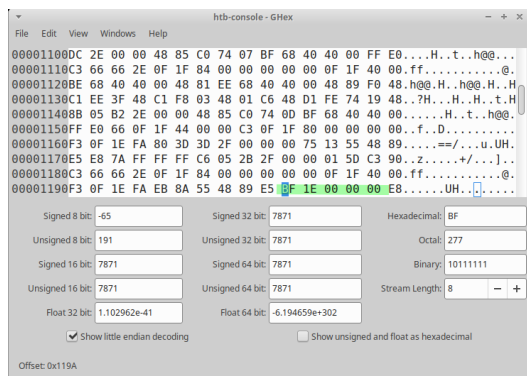 htb-console - GHex
File Edit View Windows Help
00001100DC 2E 00 00 48 85 C0 74 07 BF 68 40 40 00 FF E0....H..t..h@@...
00001110C3 66 66 2E 0F 1F 84 00 00 00 00 00 0F 1F 40 00.ff...........@.
00001120BE 68 40 40 00 48 81 EE 68 40 40 00 48 89 F0 48.h@@.H..h@@.H..H
00001130C1 EE 3F 48 C1 F8 03 48 01 C6 48 D1 FE 74 19 48..?H...H..H..t.H
000011408B 05 B2 2E 00 00 48 85 C0 74 0D BF 68 40 40 00......H..t..h@@.
00001150FF E0 66 0F 1F 44 00 00 C3 0F 1F 80 00 00 00 00..f..D..........
00001160F3 0F 1E FA 80 3D 3D 2F 00 00 00 75 13 55 48 89.....==/...u.UH.
00001170E5 E8 7A FF FF FF C6 05 2B 2F 00 00 01 5D C3 90..z.....+/...]..
00001180C3 66 66 2E 0F 1F 84 00 00 00 00 00 0F 1F 40 00.ff...........@.
00001190F3 0F 1E FA EB 8A 55 48 89 E5 BF 1E 00 00 00 E8......UH........
Signed 8 bit: -65 Signed 32 bit: 7871 Hexadecimal: BF
Unsigned 8 bit: 191 Unsigned 32 bit: 7871 Octal: 277
Signed 16 bit: 7871 Signed 64 bit: 7871 Binary: 10111111
Unsigned 16 bit: 7871 Unsigned 64 bit: 7871 Stream Length: 8 − +
Float 32 bit: 1.102962e-41 Float 64 bit: -6.194659e+302
Show little endian decoding Show unsigned and float as hexadecimal
Offset: 0x119A